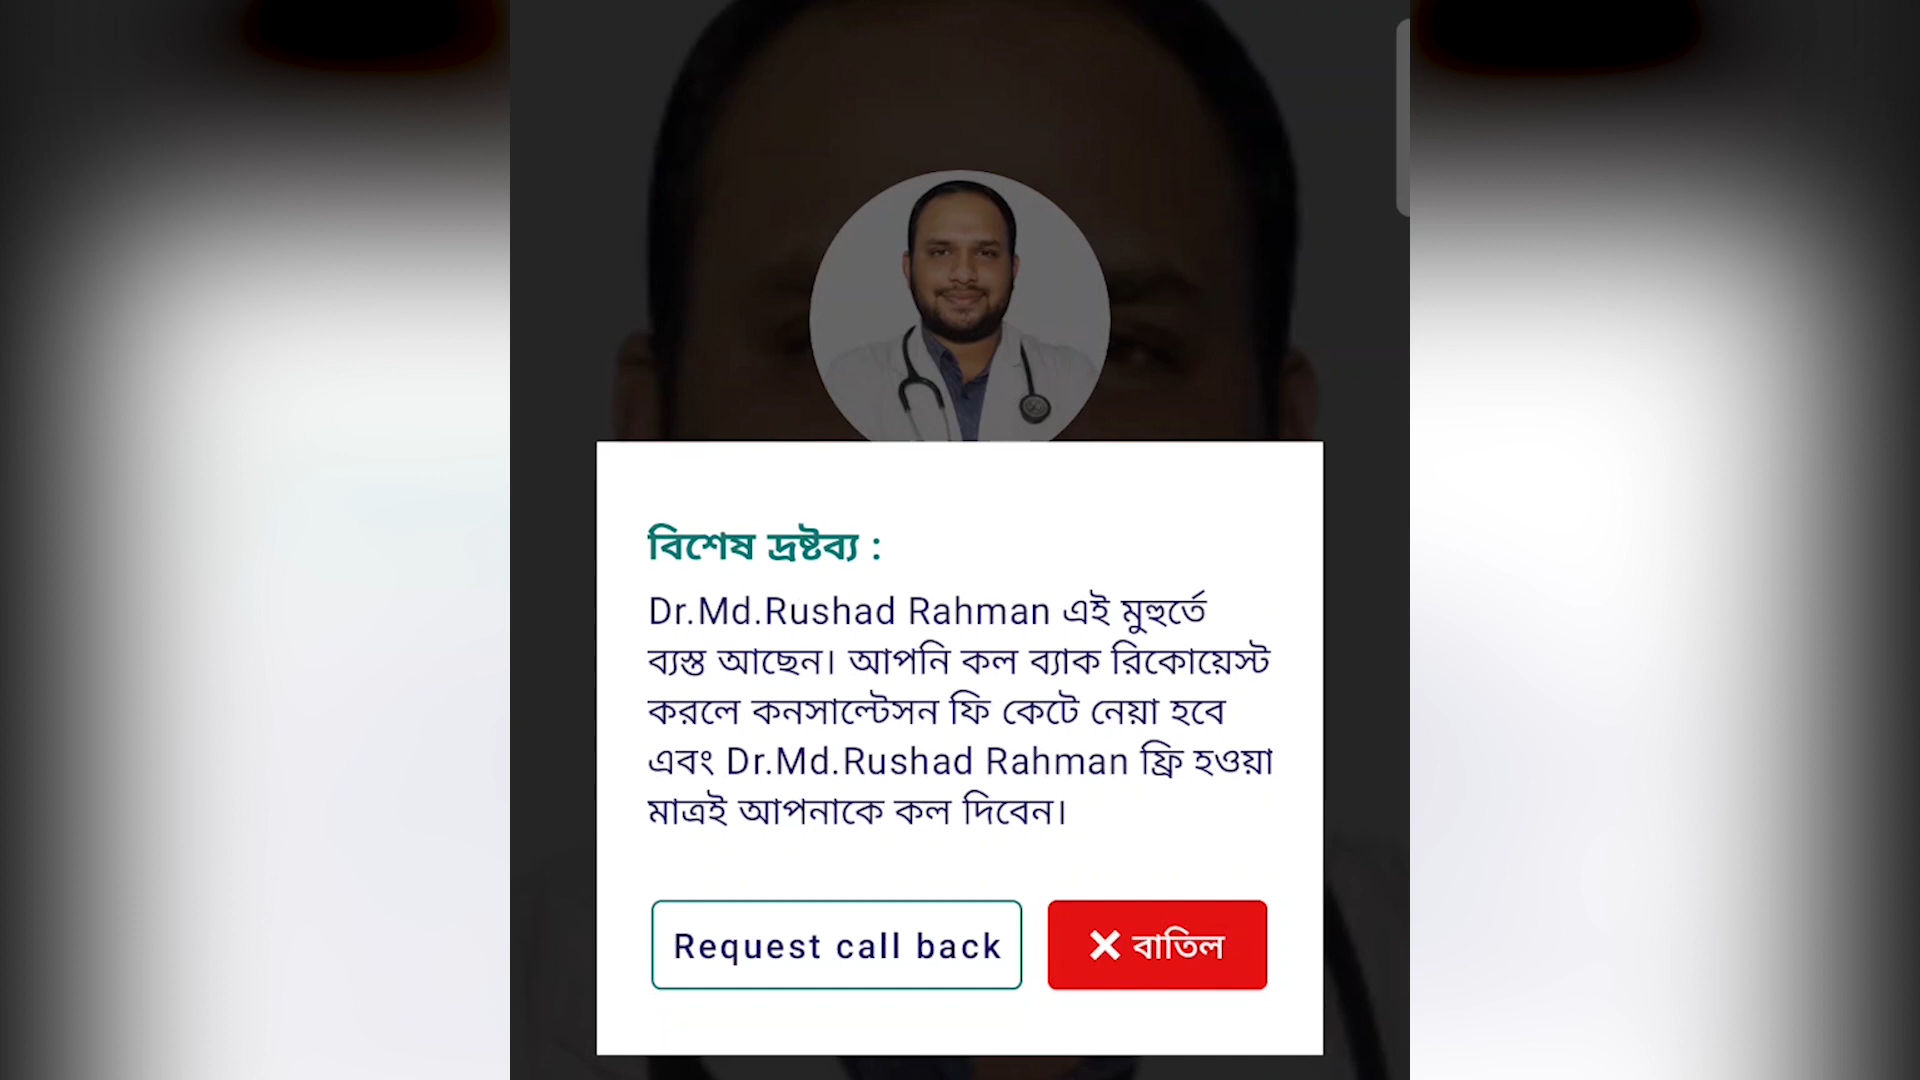 বিশেষ দ্রষ্টব্য :
Dr.Md.Rushad Rahman এই মুহুর্তে
ব্যস্ত আছেন। আপনি কল ব্যাক রিকোয়েস্ট
করলে কনসাল্টেসন ফি কেটে নেয়া হবে
এবং Dr.Md.Rushad Rahman ফ্রি হওয়া
মাত্রই আপনাকে কল দিবেন।
Request call back
বাতিল